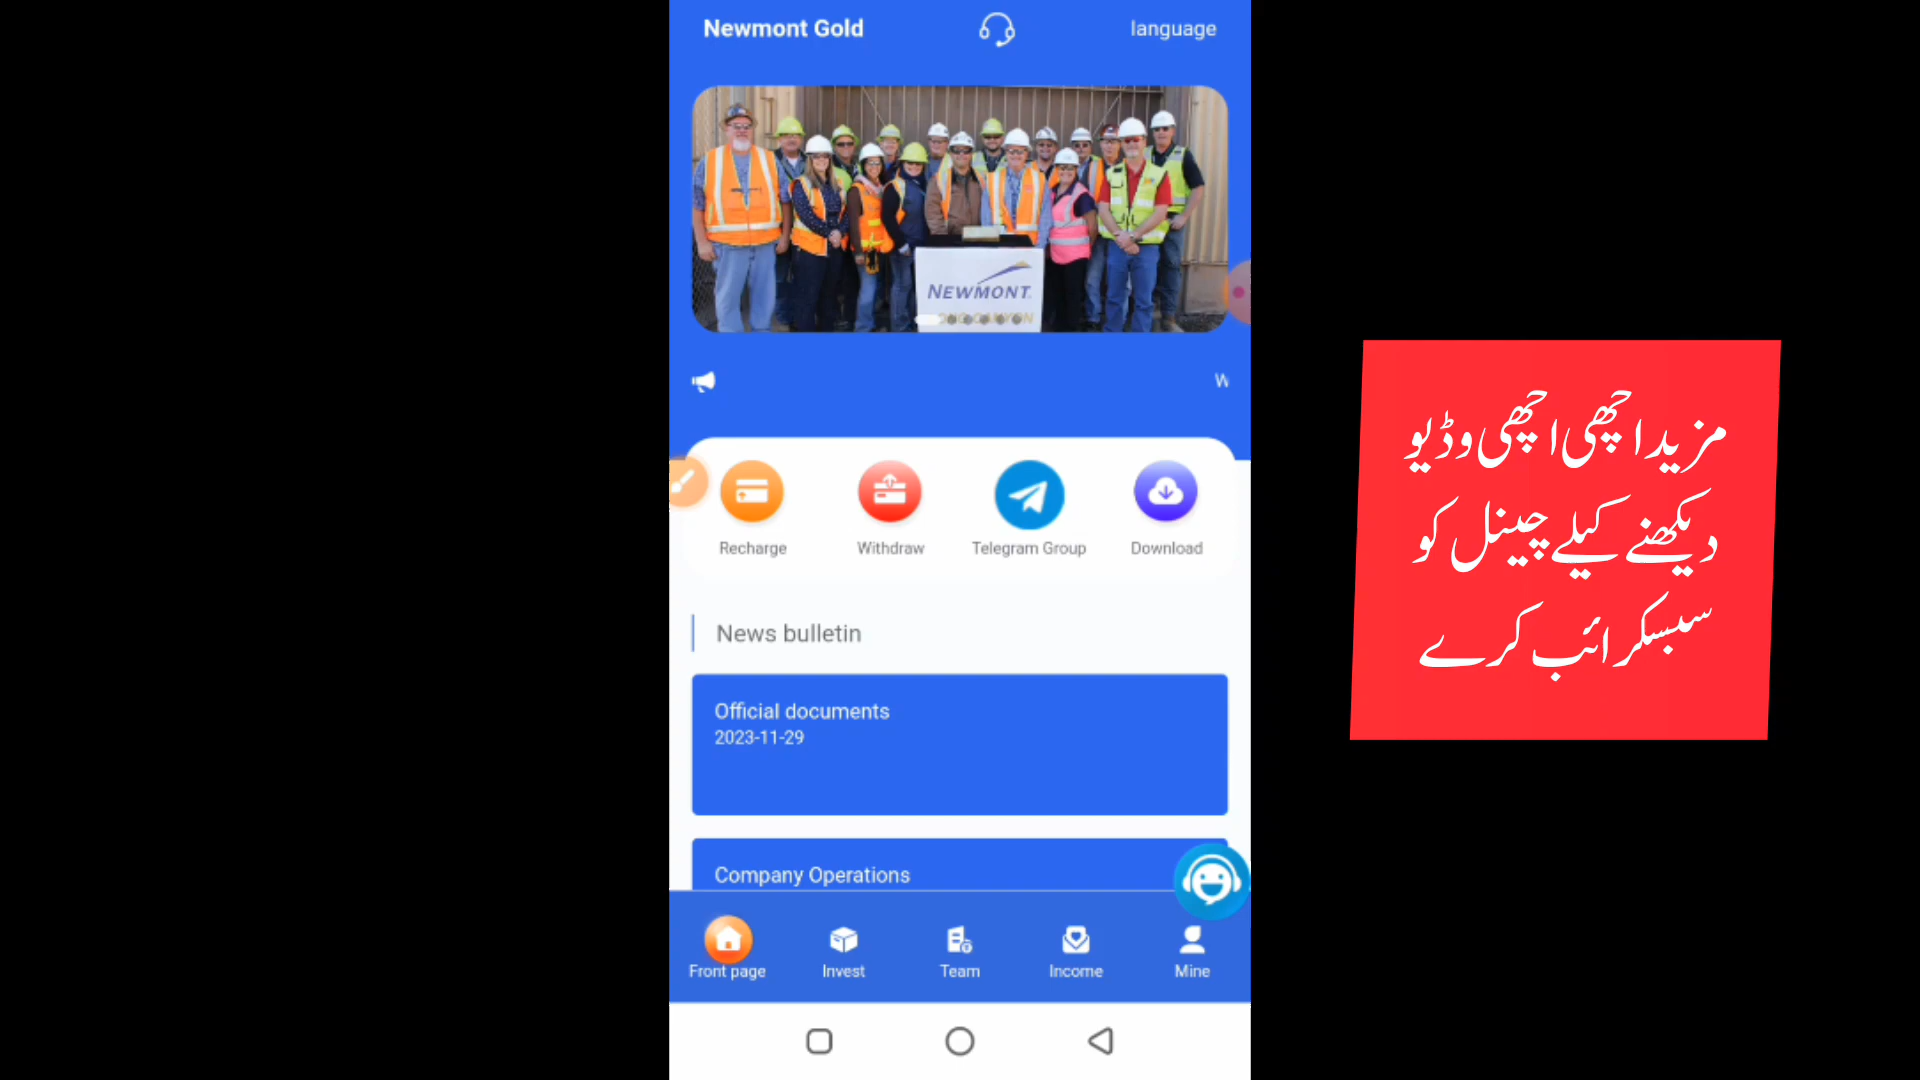 Newmont Gold
language
NEWMONT
W
Recharge
Withdraw
Telegram Group
Download
News bulletin
Official documents
2023-11-29
Company Operations
Front page
Invest
Team
Income
Mine
مزید اچھی اچھی وڈیو
دیکھنے کیلے چینل کو
سبسکرائب کرے